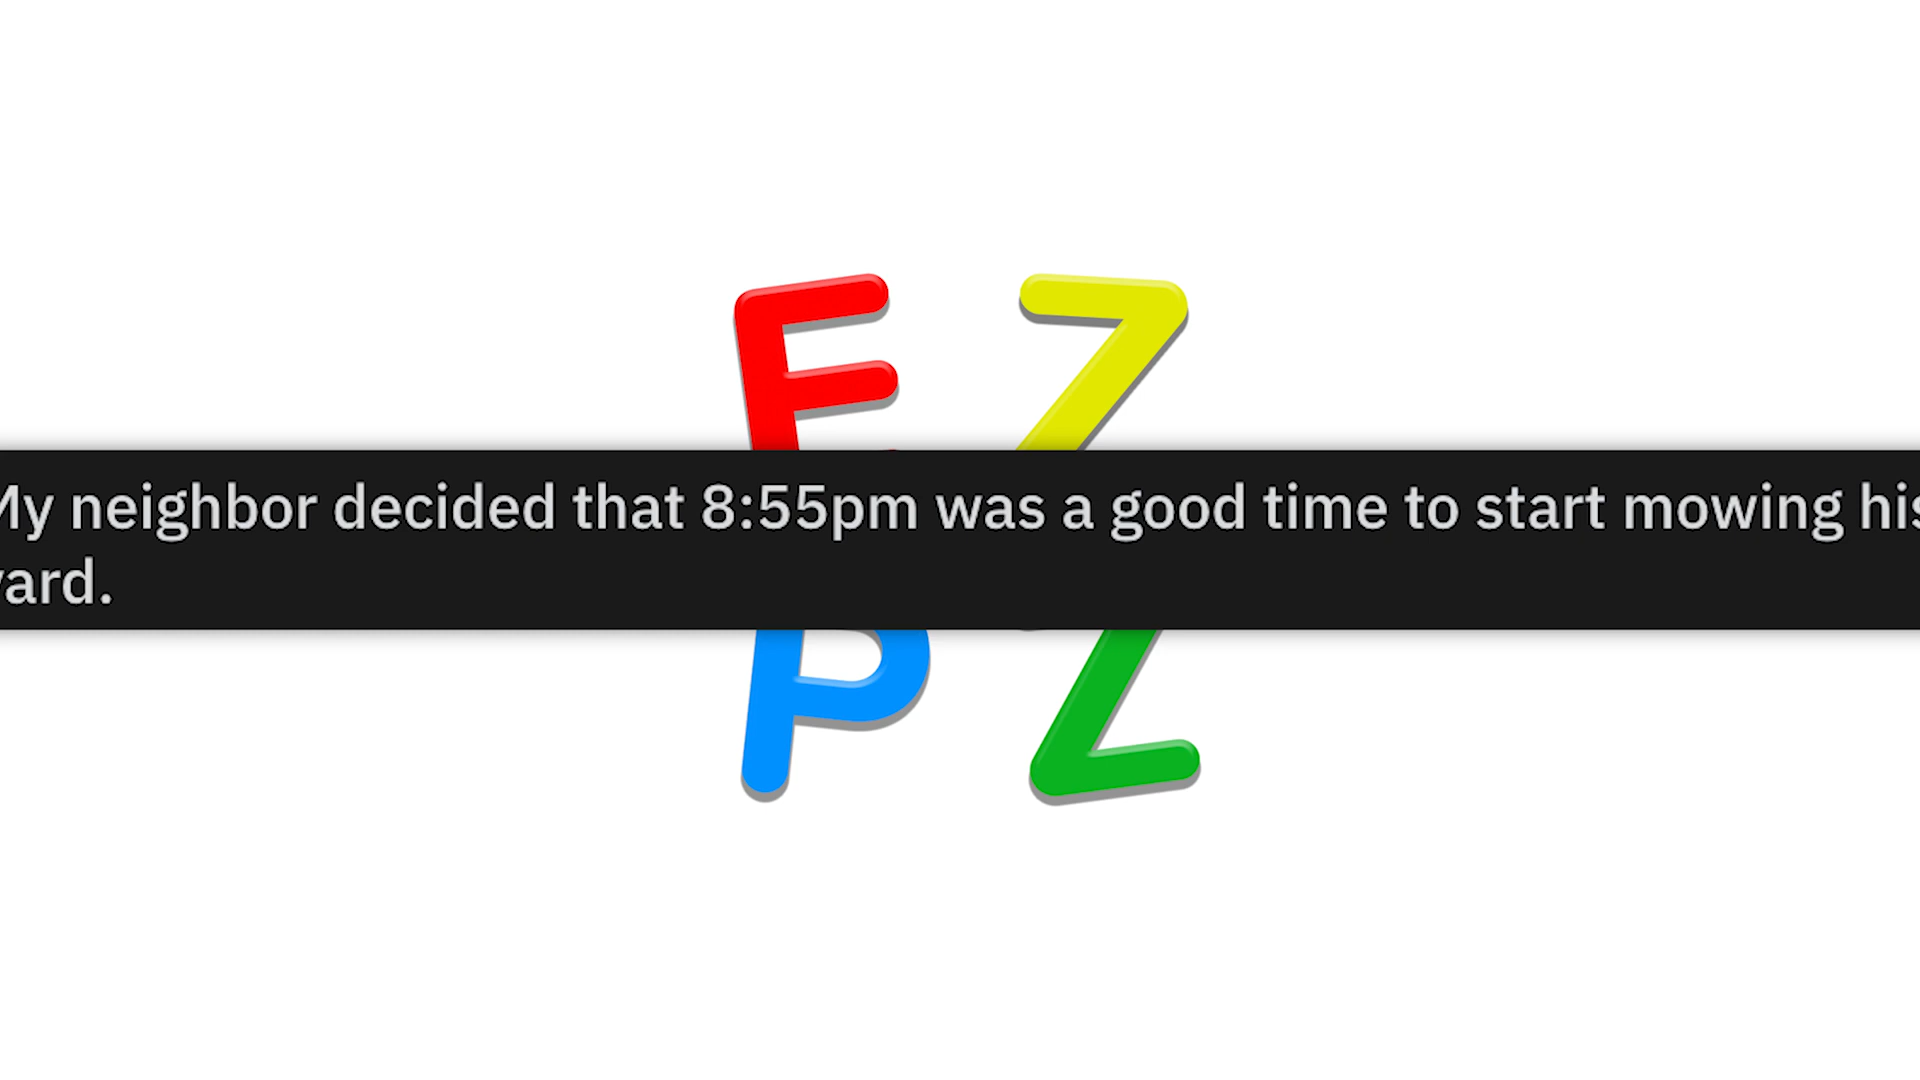 E Z
My neighbor decided that 8:55pm was a good time to start mowing his
yard.
P Z